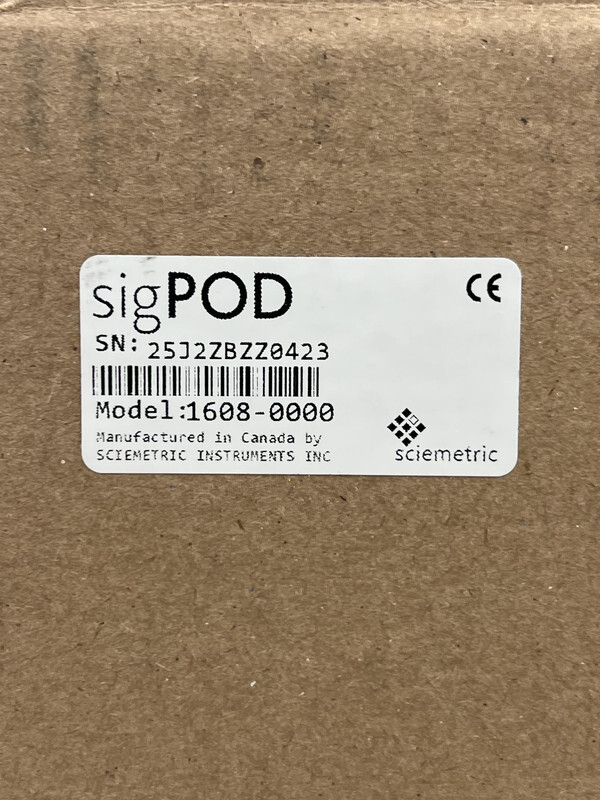 sigPOD
CE
SN: 25J2ZBZZ0423
Model:1608-0000
Manufactured in Canada by
SCIEMETRIC INSTRUMENTS INC
sciemetric